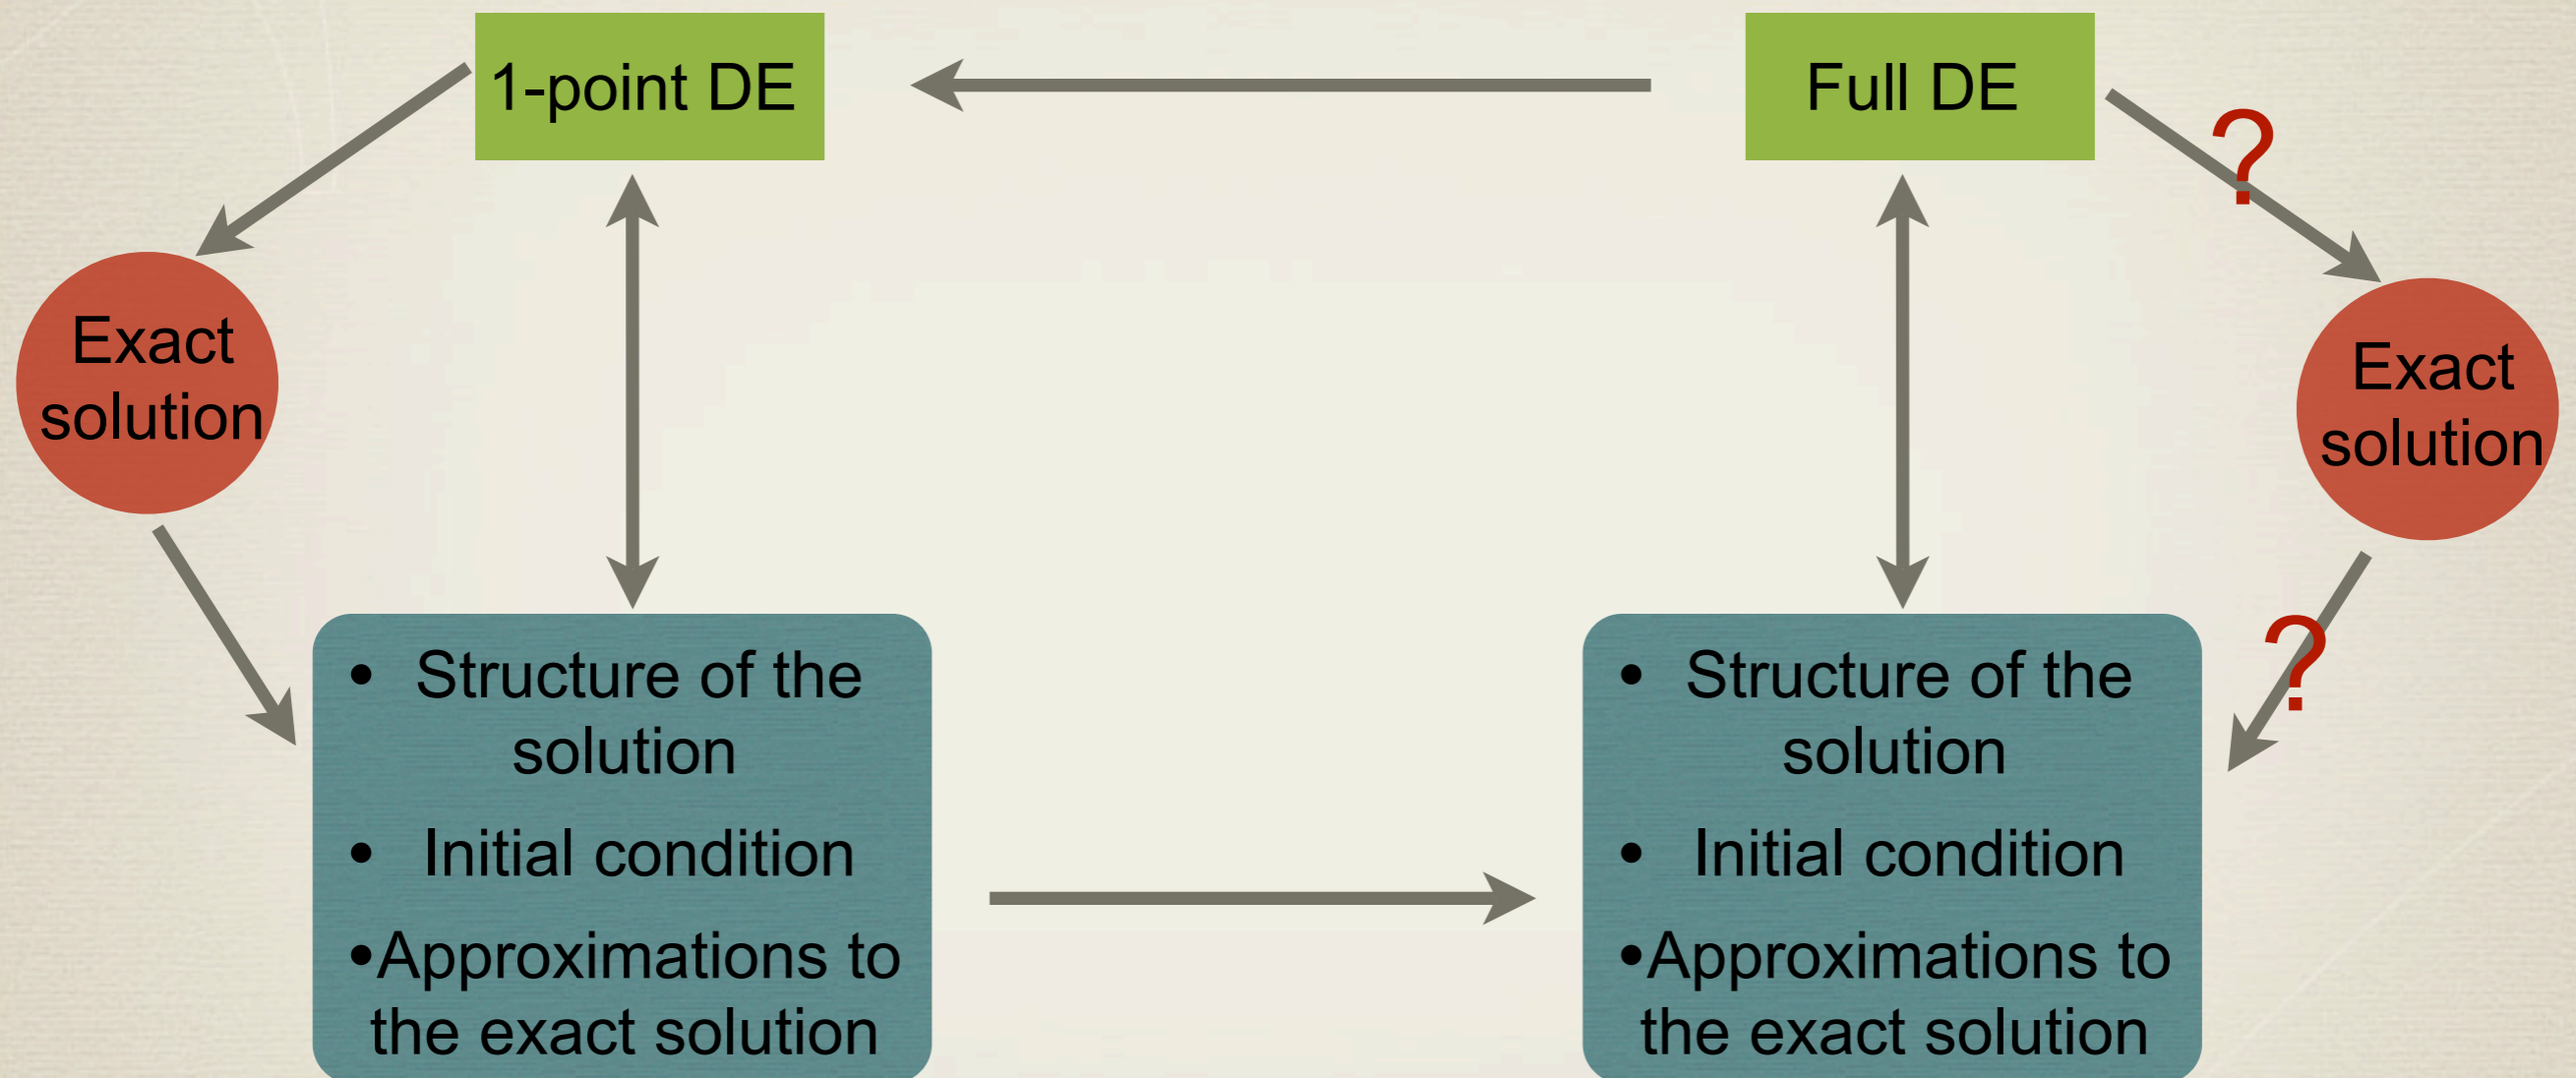 1-point DE
Full DE
?
Exact
solution
Exact
solution
• Structure of the
solution
• Initial condition
•Approximations to
the exact solution
?
• Structure of the
solution
• Initial condition
•Approximations to
the exact solution